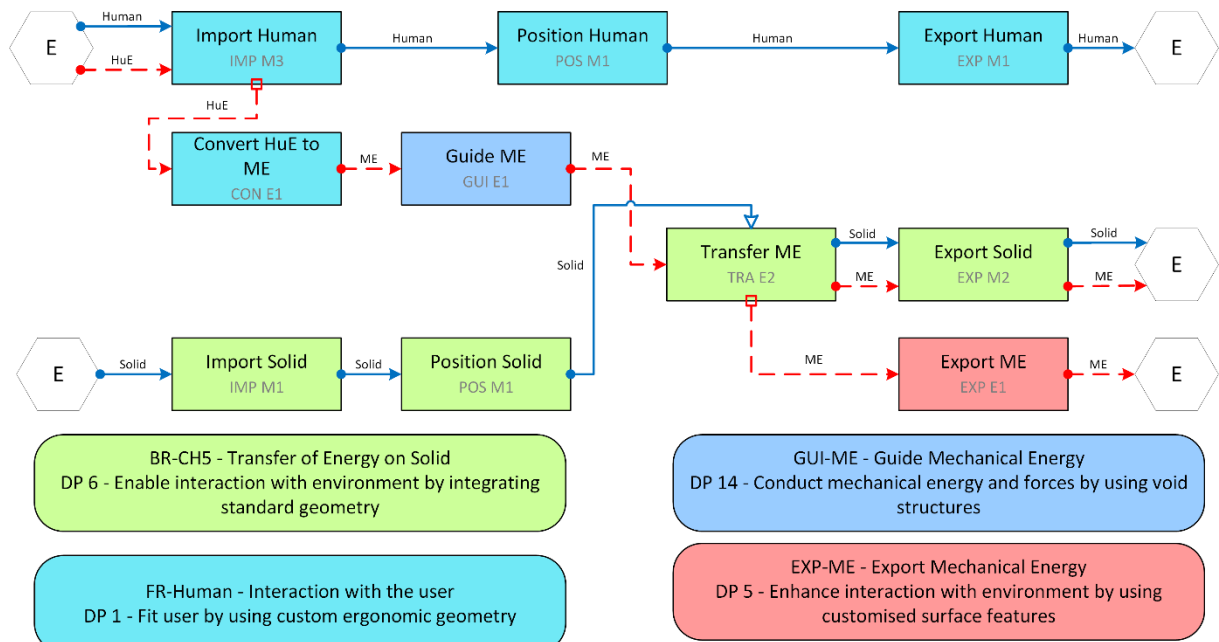 Human
Human
Human
Human
E
Import Human
IMP M3
Position Human
POS M1
Export Human
EXP M1
E
HuE
HuE
Convert HuE to
ME
CON E1
ME
Guide ME
GUI E1
ME
Solid
Transfer ME
TRA E2
Solid
ME
Export Solid
EXP M2
Solid
ME
E
E
Solid
Import Solid
IMP M1
Solid
Position Solid
POS M1
ME
Export ME
EXP E1
ME
E
BR-CH5 - Transfer of Energy on Solid
DP 6 - Enable interaction with environment by integrating
standard geometry
GUI-ME - Guide Mechanical Energy
DP 14 - Conduct mechanical energy and forces by using void
structures
FR-Human - Interaction with the user
DP 1 - Fit user by using custom ergonomic geometry
EXP-ME - Export Mechanical Energy
DP 5 - Enhance interaction with environment by using
customised surface features